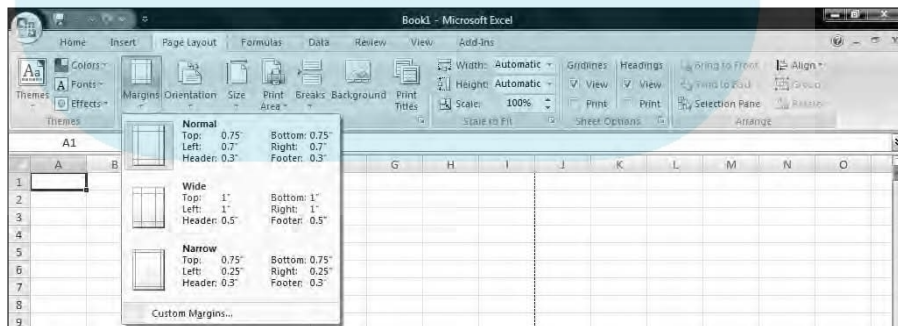 Book1 - Microsoft Excel
Home Insert Page Layout Formulas Data Review View Add-Ins
Colors Width: Automatic Gridlines Headings Bring to Front Align
Aa Fonts Height: Automatic View View Send to Back Group
Themes Effects Margins Orientation Size Print Area Breaks Background Print Titles Scale: 100% Print Print Selection Pane Rotate
Themes Scale to Fit Sheet Options Arrange
A1
A B G H I J K L M N O
Normal
Top: 0.75" Bottom: 0.75"
Left: 0.7" Right: 0.7"
Header: 0.3" Footer: 0.3"
Wide
Top: 1" Bottom: 1"
Left: 1" Right: 1"
Header: 0.5" Footer: 0.5"
Narrow
Top: 0.75" Bottom: 0.75"
Left: 0.25" Right: 0.25"
Header: 0.3" Footer: 0.3"
Custom Margins...
1
2
3
4
5
6
7
8
9